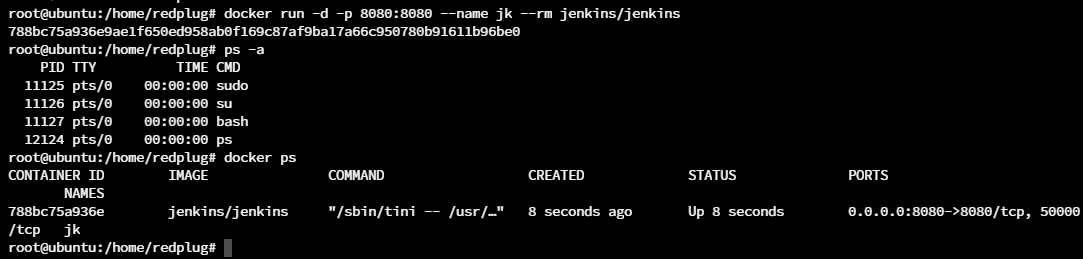 root@ubuntu:/home/redplug# docker run -d -p 8080:8080 --name jk --rm jenkins/jenkins
788bc75a936e9ae1f650ed958ab0f169c87af9ba17a66c950780b91611b96be0
root@ubuntu:/home/redplug# ps -a
    PID TTY          TIME CMD
  11125 pts/0    00:00:00 sudo
  11126 pts/0    00:00:00 su
  11127 pts/0    00:00:00 bash
  12124 pts/0    00:00:00 ps
root@ubuntu:/home/redplug# docker ps
CONTAINER ID        IMAGE               COMMAND                  CREATED             STATUS              PORTS
       NAMES
788bc75a936e        jenkins/jenkins     "/sbin/tini -- /usr/…"   8 seconds ago       Up 8 seconds        0.0.0.0:8080->8080/tcp, 50000
/tcp   jk
root@ubuntu:/home/redplug#